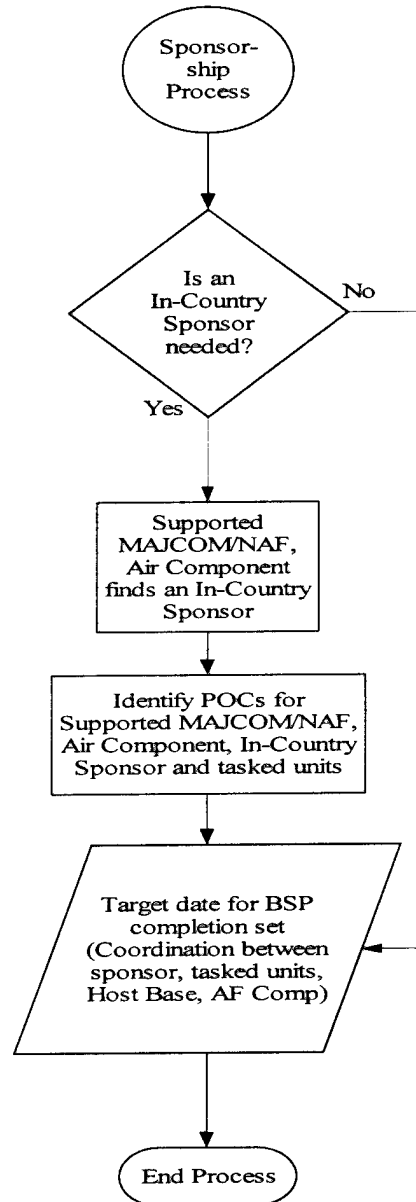 Sponsor-
ship
Process
Is an
In-Country
Sponsor
needed?
No
Yes
Supported
MAJCOM/NAF,
Air Component
finds an In-Country
Sponsor
Identify POCs for
Supported MAJCOM/NAF,
Air Component, In-Country
Sponsor and tasked units
Target date for BSP
completion set
(Coordination between
sponsor, tasked units,
Host Base, AF Comp)
End Process